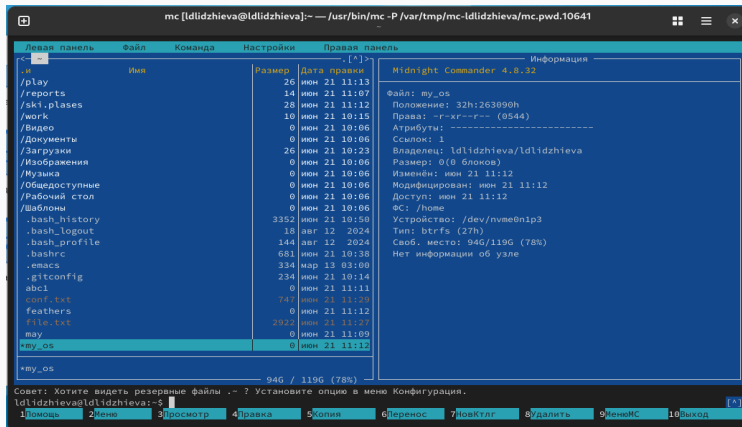 mc [ldlidzhieva@ldlidzhieva]:~ — /usr/bin/mc -P /var/tmp/mc-ldlidzhieva/mc.pwd.10641
~
Левая панель Файл Команда Настройки Правая панель
<- ~ .[^]>
.и Имя Размер Дата правки
/play 26 июн 21 11:13
/reports 14 июн 21 11:07
/ski.plases 28 июн 21 11:12
/work 10 июн 21 10:15
/Видео 0 июн 21 10:06
/Документы 0 июн 21 10:06
/Загрузки 26 июн 21 10:23
/Изображения 0 июн 21 10:06
/Музыка 0 июн 21 10:06
/Общедоступные 0 июн 21 10:06
/Рабочий стол 0 июн 21 10:06
/Шаблоны 0 июн 21 10:06
.bash_history 3352 июн 21 10:50
.bash_logout 18 авг 12 2024
.bash_profile 144 авг 12 2024
.bashrc 681 июн 21 10:38
.emacs 334 мар 13 03:00
.gitconfig 234 июн 21 10:14
abc1 0 июн 21 11:11
conf.txt 747 июн 21 11:29
feathers 0 июн 21 11:12
file.txt 2922 июн 21 11:27
may 0 июн 21 11:09
*my_os 0 июн 21 11:12
*my_os
94G / 119G (78%)
Информация
Midnight Commander 4.8.32
Файл: my_os
Положение: 32h:263090h
Права: -r-xr--r-- (0544)
Атрибуты: --------------------------
Ссылок: 1
Владелец: ldlidzhieva/ldlidzhieva
Размер: 0(0 блоков)
Изменён: июн 21 11:12
Модифицирован: июн 21 11:12
Доступ: июн 21 11:12
ФС: /home
Устройство: /dev/nvme0n1p3
Тип: btrfs (27h)
Своб. место: 94G/119G (78%)
Нет информации об узле
Совет: Хотите видеть резервные файлы .~ ? Установите опцию в меню Конфигурация.
ldlidzhieva@ldlidzhieva:~$ [^]
1Помощь 2Меню 3Просмотр 4Правка 5Копия 6Перенос 7НовКтлг 8Удалить 9МенюМС 10Выход